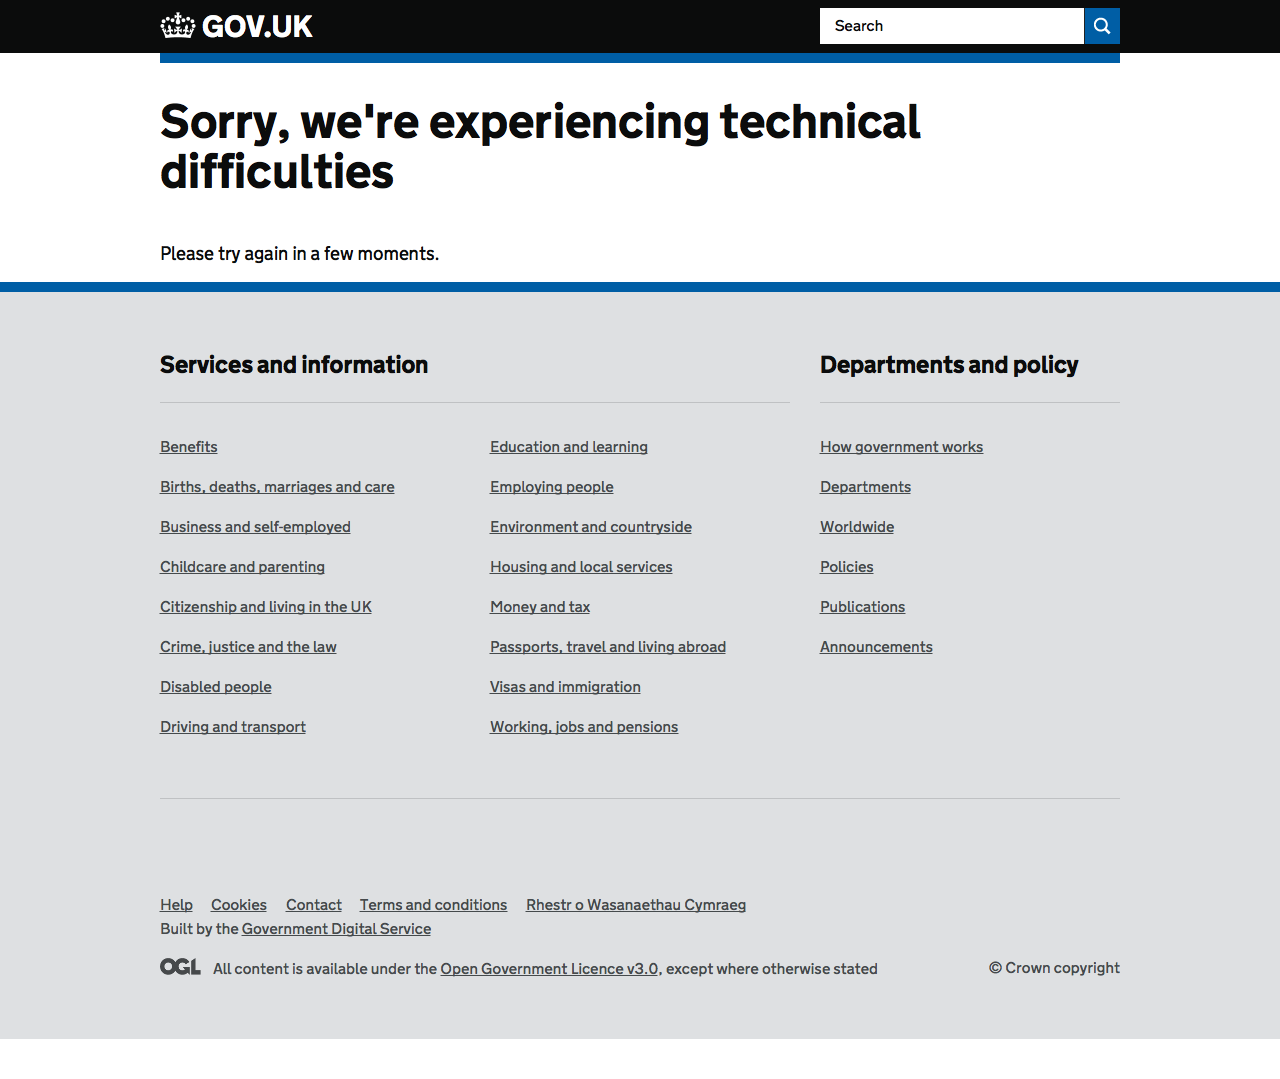 GOV.UK
Search
Sorry, we're experiencing technical
difficulties
Please try again in a few moments.
Services and information
Benefits
Births, deaths, marriages and care
Business and self-employed
Childcare and parenting
Citizenship and living in the UK
Crime, justice and the law
Disabled people
Driving and transport
Education and learning
Employing people
Environment and countryside
Housing and local services
Money and tax
Passports, travel and living abroad
Visas and immigration
Working, jobs and pensions
Departments and policy
How government works
Departments
Worldwide
Policies
Publications
Announcements
Help Cookies Contact Terms and conditions Rhestr o Wasanaethau Cymraeg
Built by the Government Digital Service
OGL All content is available under the Open Government Licence v3.0, except where otherwise stated
© Crown copyright